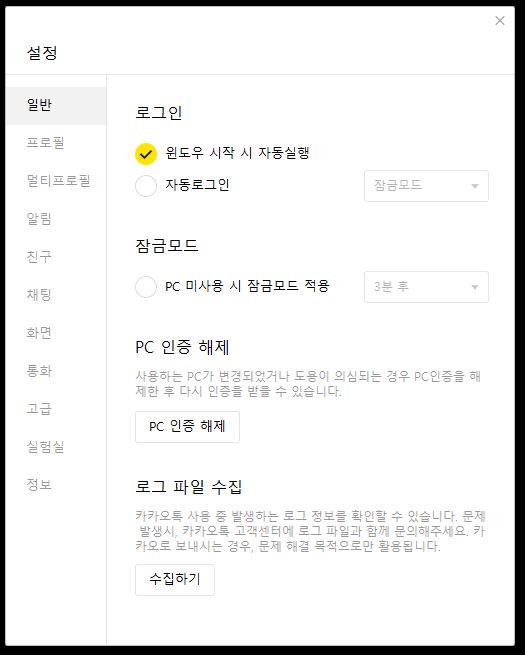 설정
일반
프로필
멀티프로필
알림
친구
채팅
화면
통화
고급
실험실
정보
로그인
윈도우 시작 시 자동실행
자동로그인
잠금모드
잠금모드
PC 미사용 시 잠금모드 적용
3분 후
PC 인증 해제
사용하는 PC가 변경되었거나 도용이 의심되는 경우 PC인증을 해
제한 후 다시 인증을 받을 수 있습니다.
PC 인증 해제
로그 파일 수집
카카오톡 사용 중 발생하는 로그 정보를 확인할 수 있습니다. 문제
발생시, 카카오톡 고객센터에 로그 파일과 함께 문의해주세요. 카
카오로 보내시는 경우, 문제 해결 목적으로만 활용됩니다.
수집하기